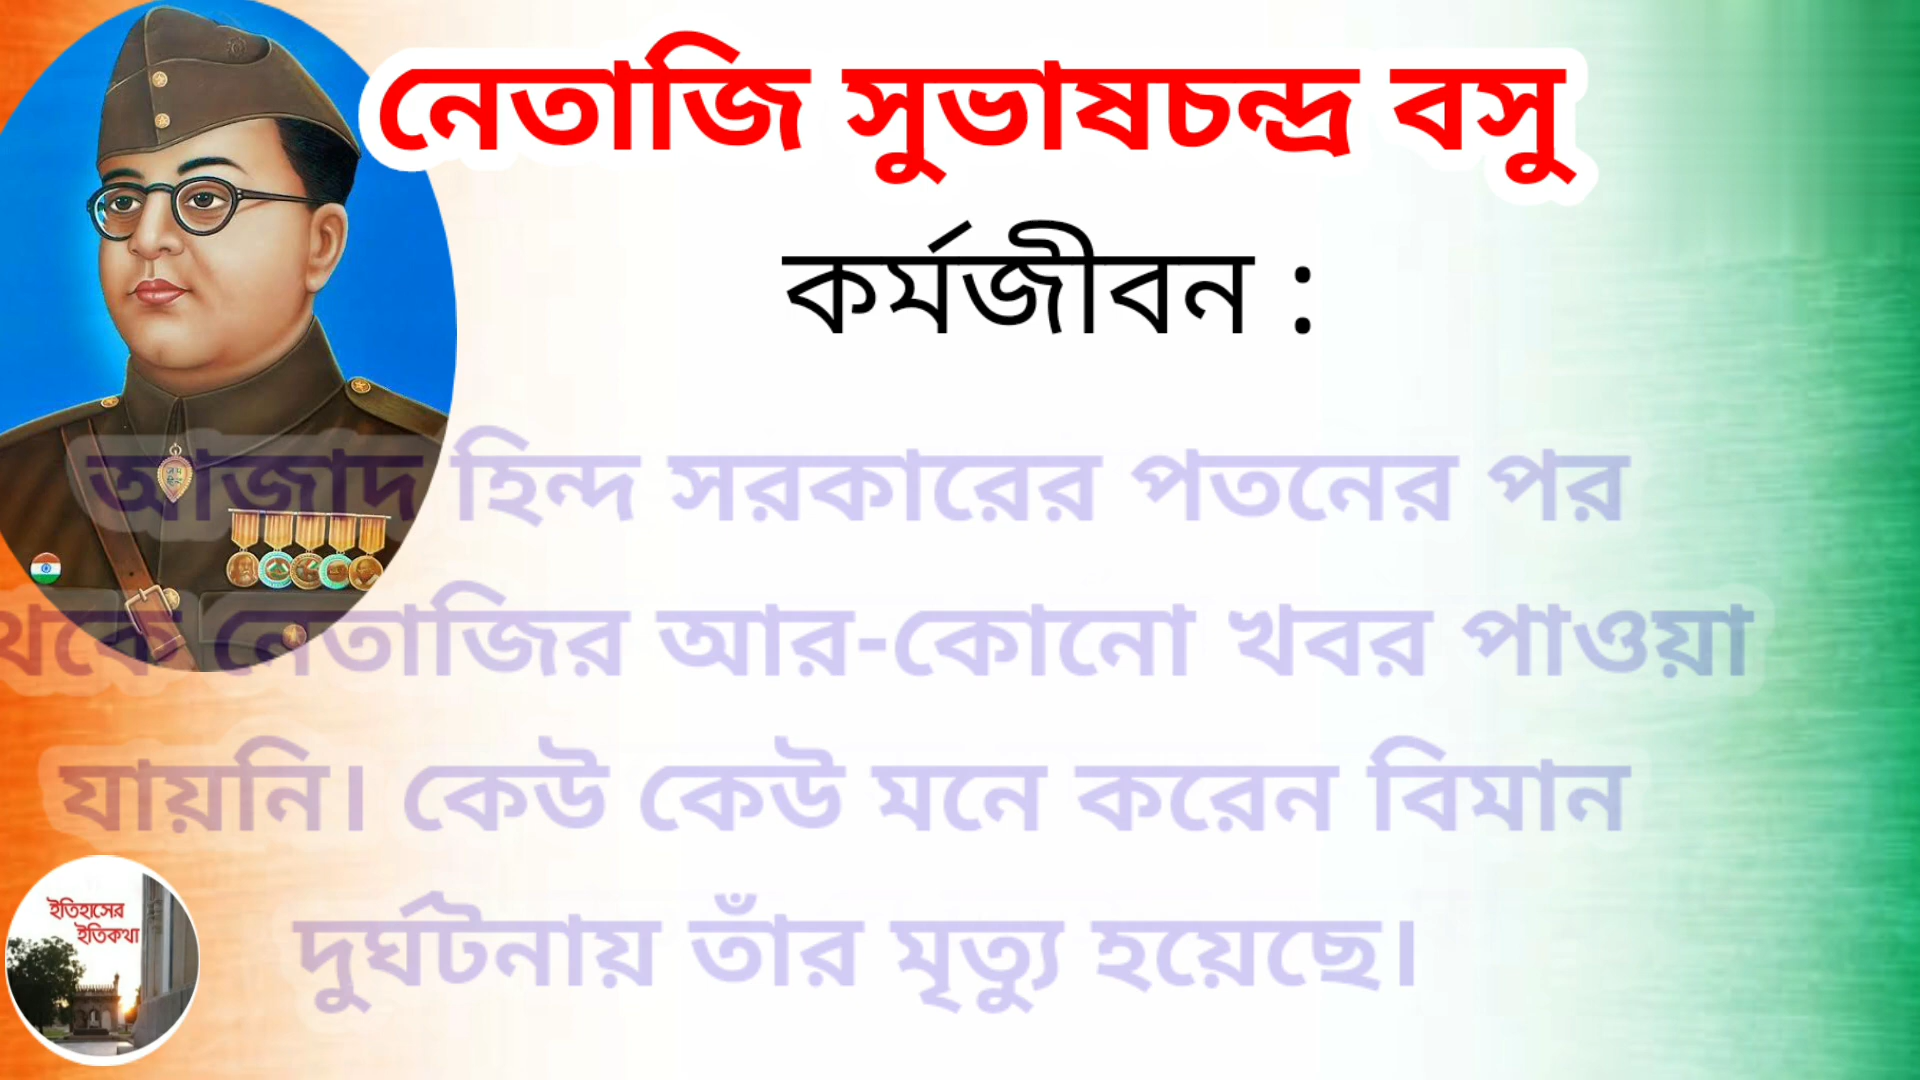 নেতাজি সুভাষচন্দ্র বসু
কর্মজীবন :
আজাদ হিন্দ সরকারের পতনের পর
থেকে নেতাজির আর-কোনো খবর পাওয়া
যায়নি। কেউ কেউ মনে করেন বিমান
দুর্ঘটনায় তাঁর মৃত্যু হয়েছে।
ইতিহাসের
ইতিকথা